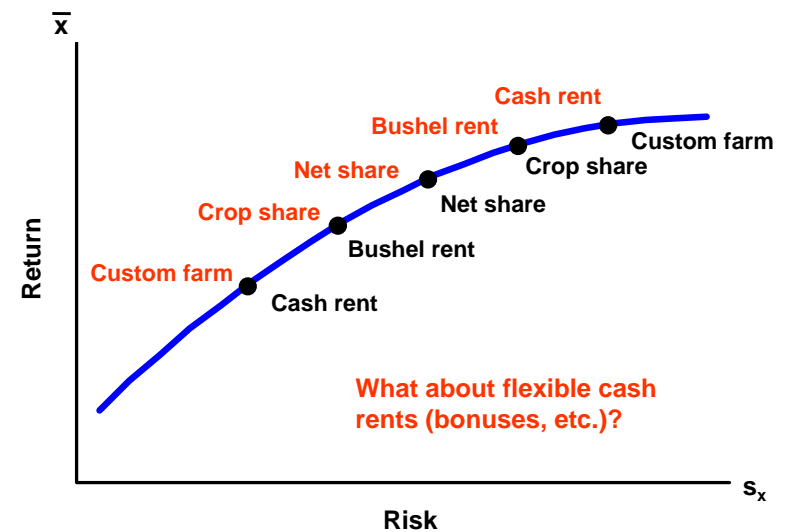 x̅
Cash rent
Bushel rent
Custom farm
Crop share
Net share
Net share
Crop share
Bushel rent
Custom farm
Cash rent
Return
What about flexible cash
rents (bonuses, etc.)?
sₓ
Risk